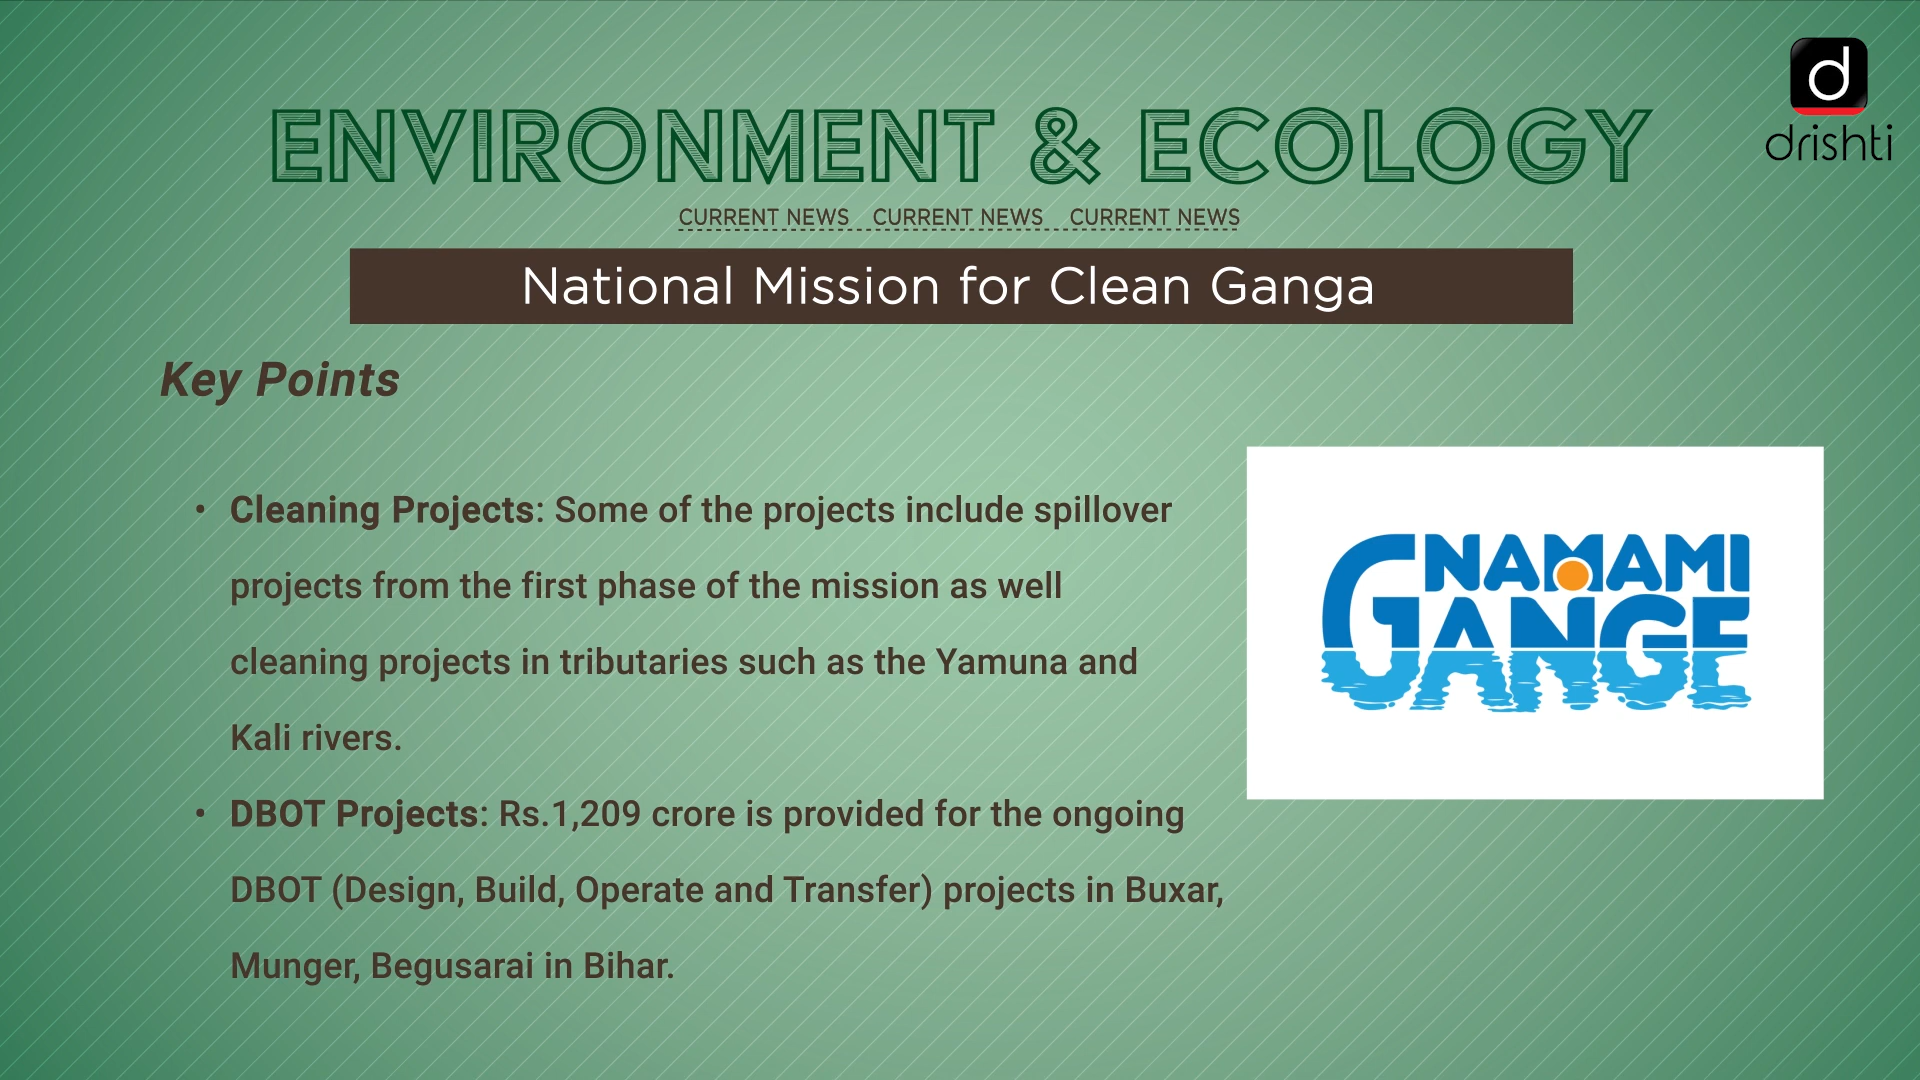 d
drishti
ENVIRONMENT & ECOLOGY
CURRENT NEWS CURRENT NEWS CURRENT NEWS
National Mission for Clean Ganga
Key Points
• Cleaning Projects: Some of the projects include spillover
projects from the first phase of the mission as well
cleaning projects in tributaries such as the Yamuna and
Kali rivers.
• DBOT Projects: Rs.1,209 crore is provided for the ongoing
DBOT (Design, Build, Operate and Transfer) projects in Buxar,
Munger, Begusarai in Bihar.
NAMAMI
GANGE